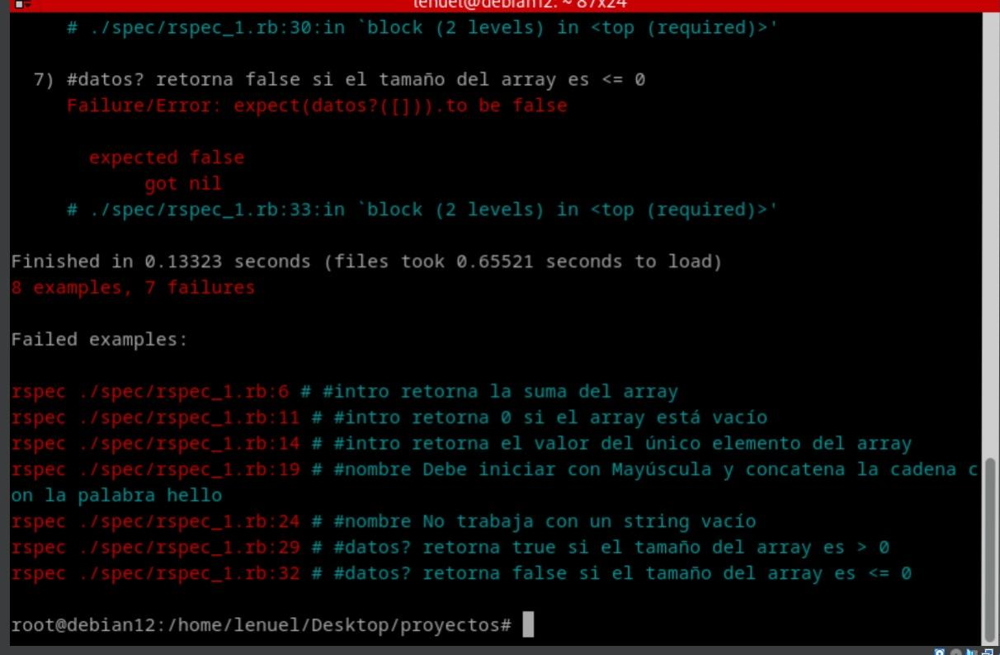 lenuel@debian12: ~ 87x24
# ./spec/rspec_1.rb:30:in `block (2 levels) in <top (required)>'
7) #datos? retorna false si el tamaño del array es <= 0
Failure/Error: expect(datos?([])).to be false
expected false
got nil
# ./spec/rspec_1.rb:33:in `block (2 levels) in <top (required)>'
Finished in 0.13323 seconds (files took 0.65521 seconds to load)
8 examples, 7 failures
Failed examples:
rspec ./spec/rspec_1.rb:6 # #intro retorna la suma del array
rspec ./spec/rspec_1.rb:11 # #intro retorna 0 si el array está vacío
rspec ./spec/rspec_1.rb:14 # #intro retorna el valor del único elemento del array
rspec ./spec/rspec_1.rb:19 # #nombre Debe iniciar con Mayúscula y concatena la cadena c
on la palabra hello
rspec ./spec/rspec_1.rb:24 # #nombre No trabaja con un string vacío
rspec ./spec/rspec_1.rb:29 # #datos? retorna true si el tamaño del array es > 0
rspec ./spec/rspec_1.rb:32 # #datos? retorna false si el tamaño del array es <= 0
root@debian12:/home/lenuel/Desktop/proyectos#